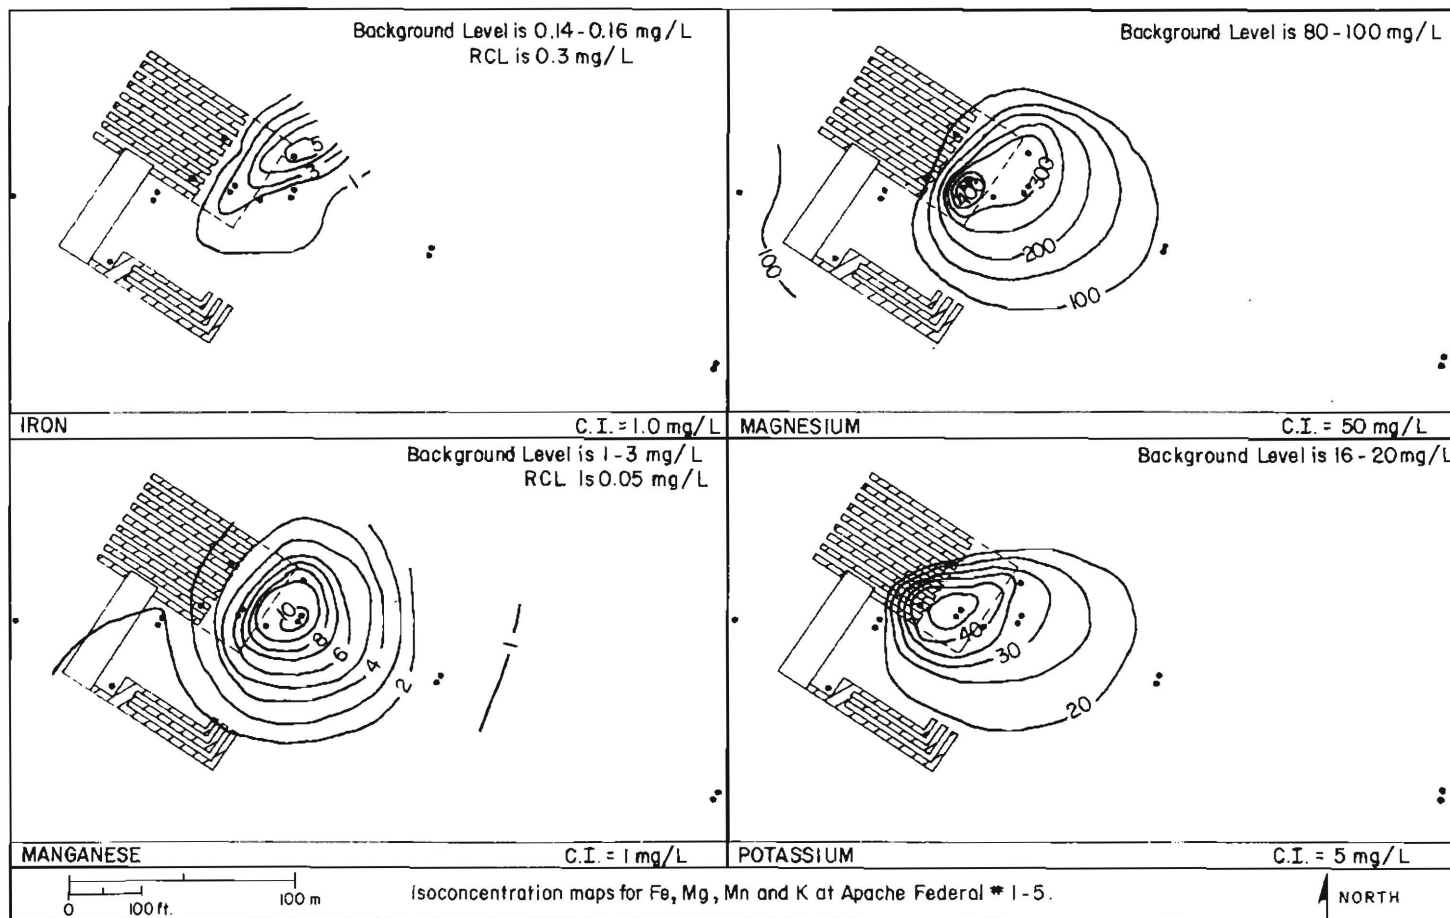 Background Level is 0.14-0.16 mg/L
RCL is 0.3 mg/L
5
3
1
IRON
C.I. = 1.0 mg/L
Background Level is 80-100 mg/L
400
300
200
100
100
MAGNESIUM
C.I. = 50 mg/L
Background Level is 1-3 mg/L
RCL Is 0.05 mg/L
10
8
6
4
2
1
MANGANESE
C.I. = 1 mg/L
Background Level is 16-20 mg/L
40
30
20
POTASSIUM
C.I. = 5 mg/L
0
100 ft.
100 m
Isoconcentration maps for Fe, Mg, Mn and K at Apache Federal # 1-5.
NORTH